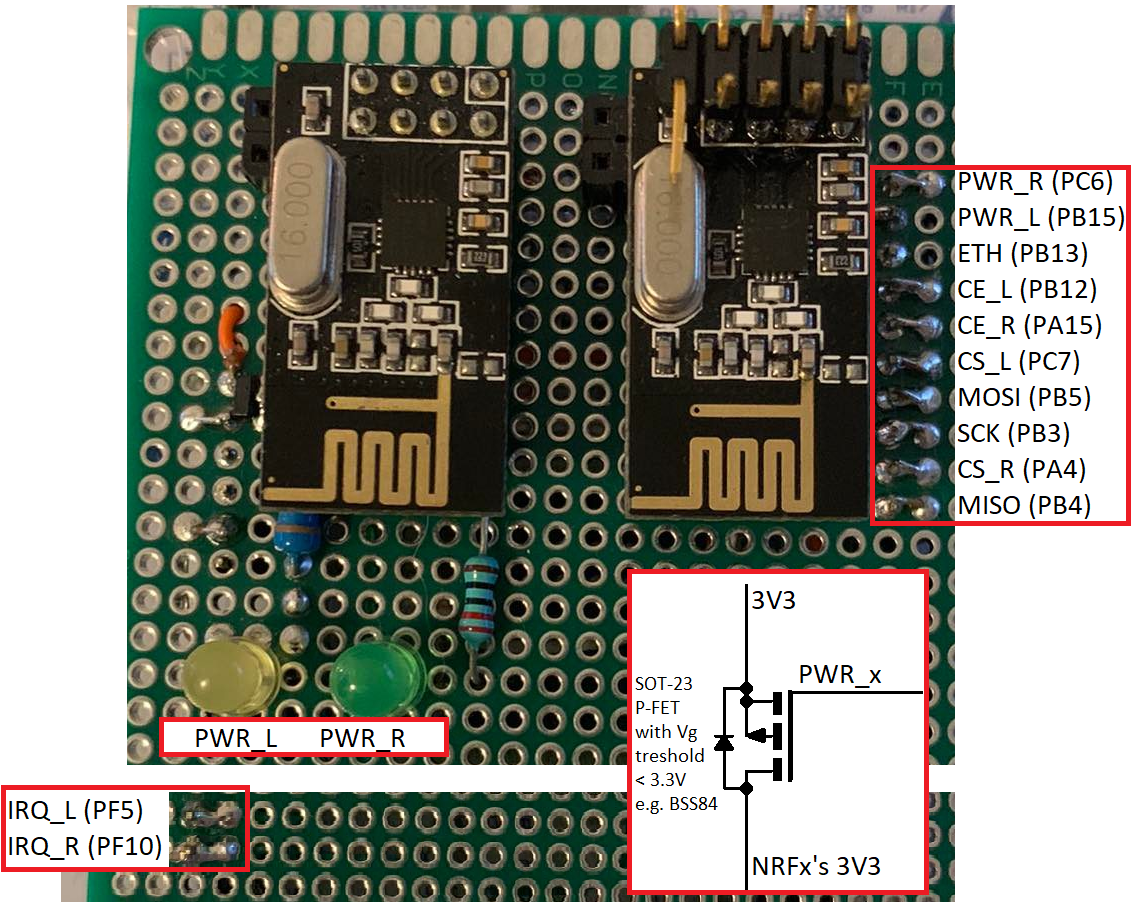 Z Y X
P O N
F E
16.000
16.000
PWR_R (PC6)
PWR_L (PB15)
ETH (PB13)
CE_L (PB12)
CE_R (PA15)
CS_L (PC7)
MOSI (PB5)
SCK (PB3)
CS_R (PA4)
MISO (PB4)
3V3
PWR_x
SOT-23
P-FET
with Vg
treshold
< 3.3V
e.g. BSS84
NRFx's 3V3
PWR_L PWR_R
IRQ_L (PF5)
IRQ_R (PF10)